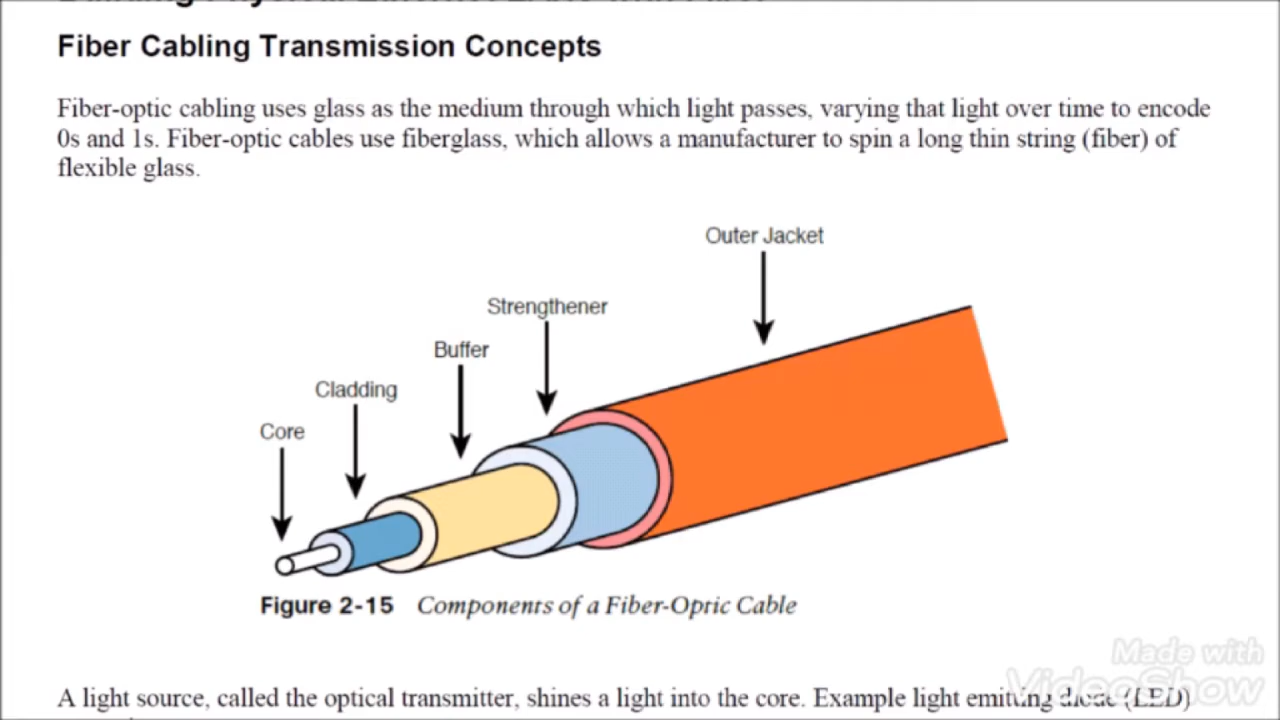 Fiber Cabling Transmission Concepts
Fiber-optic cabling uses glass as the medium through which light passes, varying that light over time to encode
0s and 1s. Fiber-optic cables use fiberglass, which allows a manufacturer to spin a long thin string (fiber) of
flexible glass.
Outer Jacket
Strengthener
Buffer
Cladding
Core
Figure 2-15 Components of a Fiber-Optic Cable
A light source, called the optical transmitter, shines a light into the core. Example light emitting diode (LED)
Made with
VideoShow